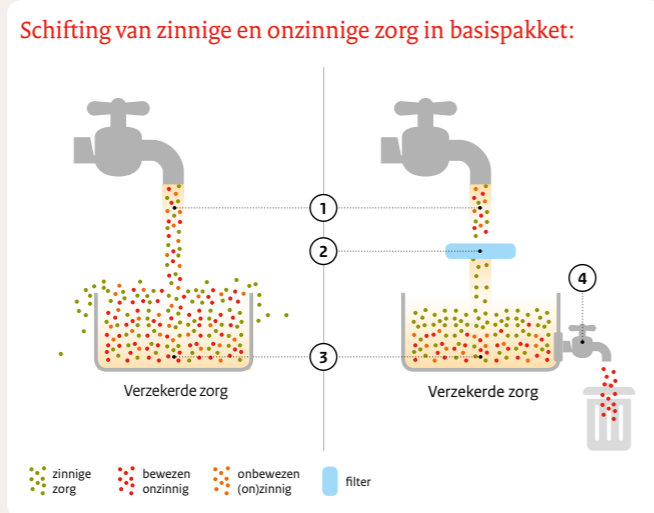 Schifting van zinnige en onzinnige zorg in basispakket:
1
2
4
3
Verzekerde zorg
Verzekerde zorg
zinnige
zorg
bewezen
onzinnig
onbewezen
(on)zinnig
filter